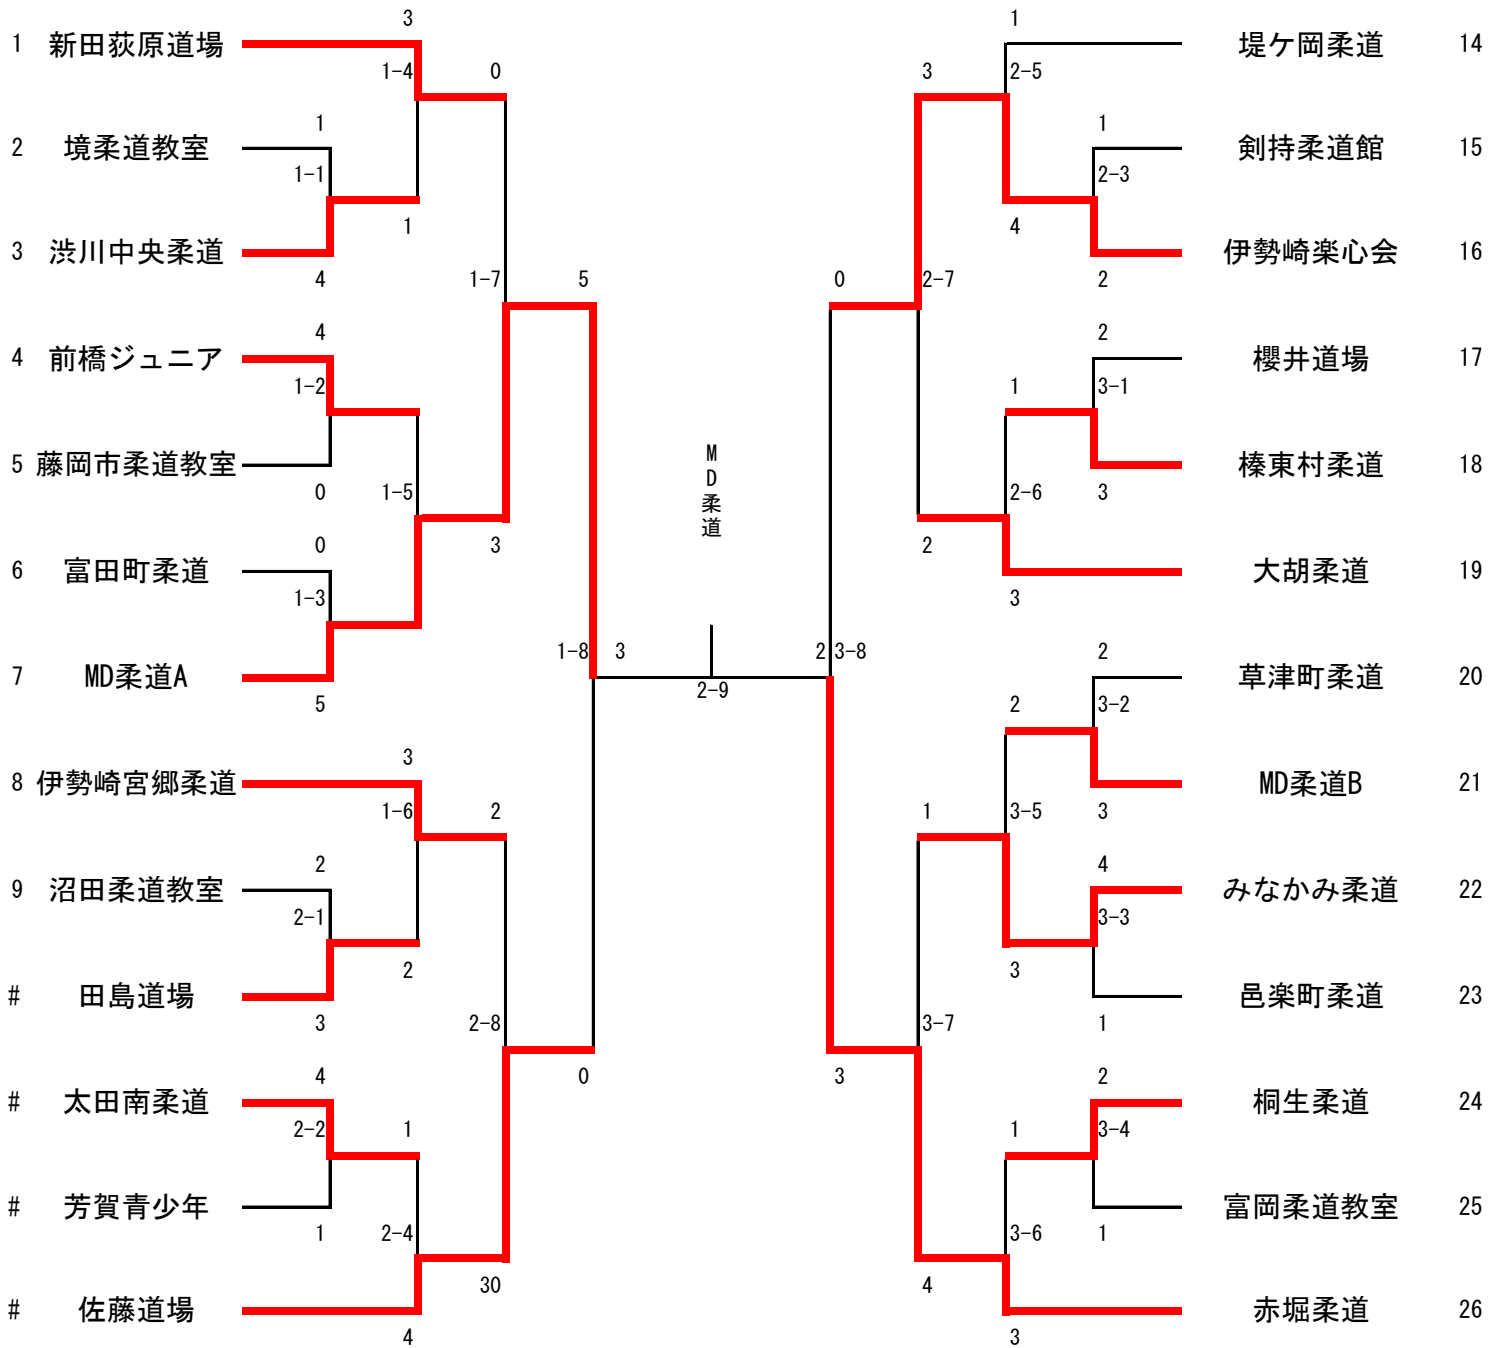 3
1
1 新田荻原道場
堤ケ岡柔道 14
1-4
0
3
2-5
1
1
2 境柔道教室
剣持柔道館 15
1-1
2-3
1
4
3 渋川中央柔道
伊勢崎楽心会 16
4
1-7
5
0
2-7
2
4
2
4 前橋ジュニア
櫻井道場 17
1-2
1
3-1
MD柔道
5 藤岡市柔道教室
榛東村柔道 18
0
1-5
2-6
3
0
3
2
6 富田町柔道
大胡柔道 19
1-3
3
1-8
3
2
3-8
2
7 MD柔道A
草津町柔道 20
2-9
5
2
3-2
3
8 伊勢崎宮郷柔道
MD柔道B 21
1-6
2
1
3-5
3
2
4
9 沼田柔道教室
みなかみ柔道 22
2-1
3-3
2
3
# 田島道場
邑楽町柔道 23
3
2-8
3-7
1
4
0
3
2
# 太田南柔道
桐生柔道 24
2-2
1
1
3-4
# 芳賀青少年
富岡柔道教室 25
1
2-4
3-6
1
30
4
# 佐藤道場
赤堀柔道 26
4
3